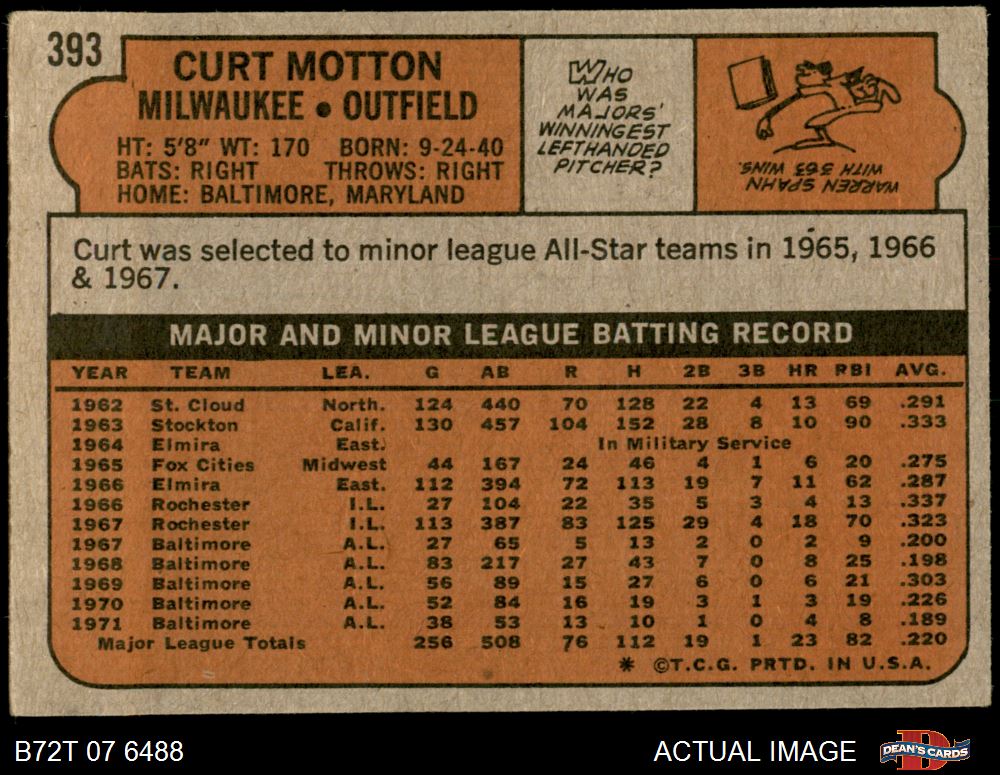 393
CURT MOTTON
MILWAUKEE • OUTFIELD
HT: 5'8" WT: 170 BORN: 9-24-40
BATS: RIGHT THROWS: RIGHT
HOME: BALTIMORE, MARYLAND
WHO
WAS
MAJORS'
WINNINGEST
LEFTHANDED
PITCHER?
WARREN SPAHN
WITH 363 WINS.
Curt was selected to minor league All-Star teams in 1965, 1966
& 1967.
MAJOR AND MINOR LEAGUE BATTING RECORD
YEAR TEAM LEA. G AB R H 2B 3B HR RBI AVG.
1962 St. Cloud North. 124 440 70 128 22 4 13 69 .291
1963 Stockton Calif. 130 457 104 152 28 8 10 90 .333
1964 Elmira East. In Military Service
1965 Fox Cities Midwest 44 167 24 46 4 1 6 20 .275
1966 Elmira East. 112 394 72 113 19 7 11 62 .287
1966 Rochester I.L. 27 104 22 35 5 3 4 13 .337
1967 Rochester I.L. 113 387 83 125 29 4 18 70 .323
1967 Baltimore A.L. 27 65 5 13 2 0 2 9 .200
1968 Baltimore A.L. 83 217 27 43 7 0 8 25 .198
1969 Baltimore A.L. 56 89 15 27 6 0 6 21 .303
1970 Baltimore A.L. 52 84 16 19 3 1 3 19 .226
1971 Baltimore A.L. 38 53 13 10 1 0 4 8 .189
Major League Totals 256 508 76 112 19 1 23 82 .220
* ©T.C.G. PRTD. IN U.S.A.
B72T 07 6488 ACTUAL IMAGE DEAN'S CARDS